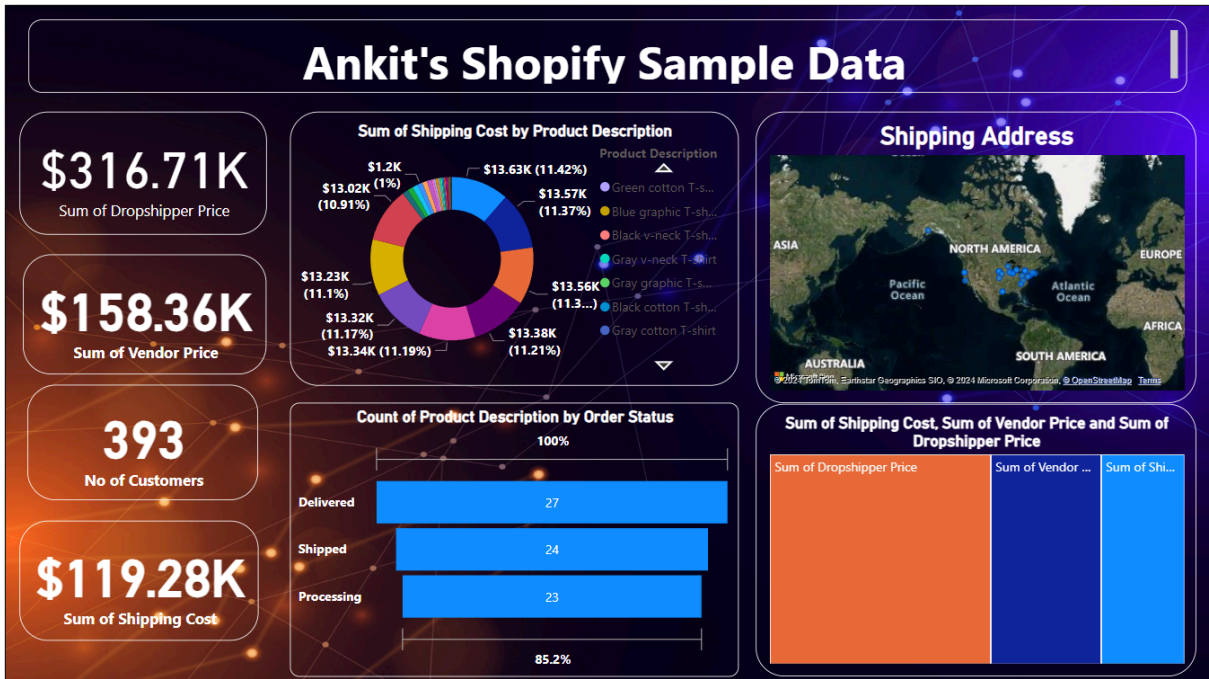 Ankit's Shopify Sample Data
$316.71K
Sum of Dropshipper Price
$158.36K
Sum of Vendor Price
393
No of Customers
$119.28K
Sum of Shipping Cost
Sum of Shipping Cost by Product Description
$13.63K (11.42%)
$13.57K
(11.37%)
$13.56K
(11.3...)
$13.38K
(11.21%)
$13.34K (11.19%)
$13.32K
(11.17%)
$13.23K
(11.1%)
$13.02K
(10.91%)
$1.2K
(1%)
Product Description
Green cotton T-s...
Blue graphic T-sh...
Black v-neck T-sh...
Gray v-neck T-shirt
Gray graphic T-s...
Black cotton T-sh...
Gray cotton T-shirt
Count of Product Description by Order Status
100%
Delivered 27
Shipped 24
Processing 23
85.2%
Shipping Address
ASIA
NORTH AMERICA
EUROPE
Pacific
Ocean
Atlantic
Ocean
AFRICA
SOUTH AMERICA
AUSTRALIA
© 2024 TomTom, Earthstar Geographics SIO, © 2024 Microsoft Corporation, © OpenStreetMap Terms
Sum of Shipping Cost, Sum of Vendor Price and Sum of
Dropshipper Price
Sum of Dropshipper Price
Sum of Vendor ...
Sum of Shi...